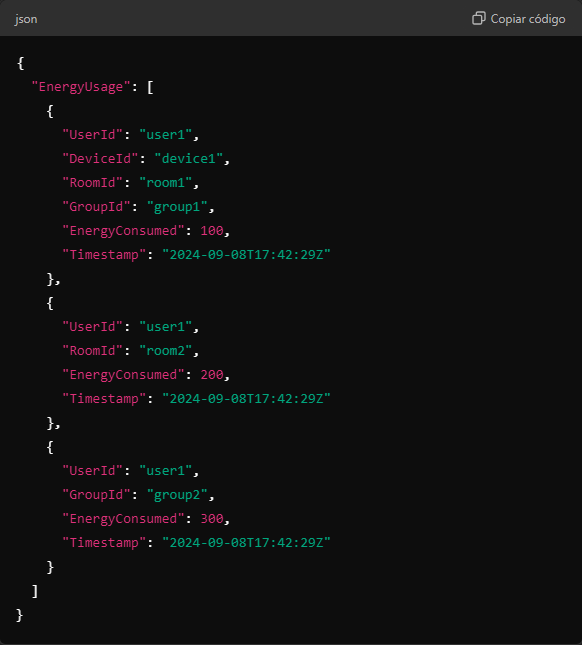 json
Copiar código
{
  "EnergyUsage": [
    {
      "UserId": "user1",
      "DeviceId": "device1",
      "RoomId": "room1",
      "GroupId": "group1",
      "EnergyConsumed": 100,
      "Timestamp": "2024-09-08T17:42:29Z"
    },
    {
      "UserId": "user1",
      "RoomId": "room2",
      "EnergyConsumed": 200,
      "Timestamp": "2024-09-08T17:42:29Z"
    },
    {
      "UserId": "user1",
      "GroupId": "group2",
      "EnergyConsumed": 300,
      "Timestamp": "2024-09-08T17:42:29Z"
    }
  ]
}